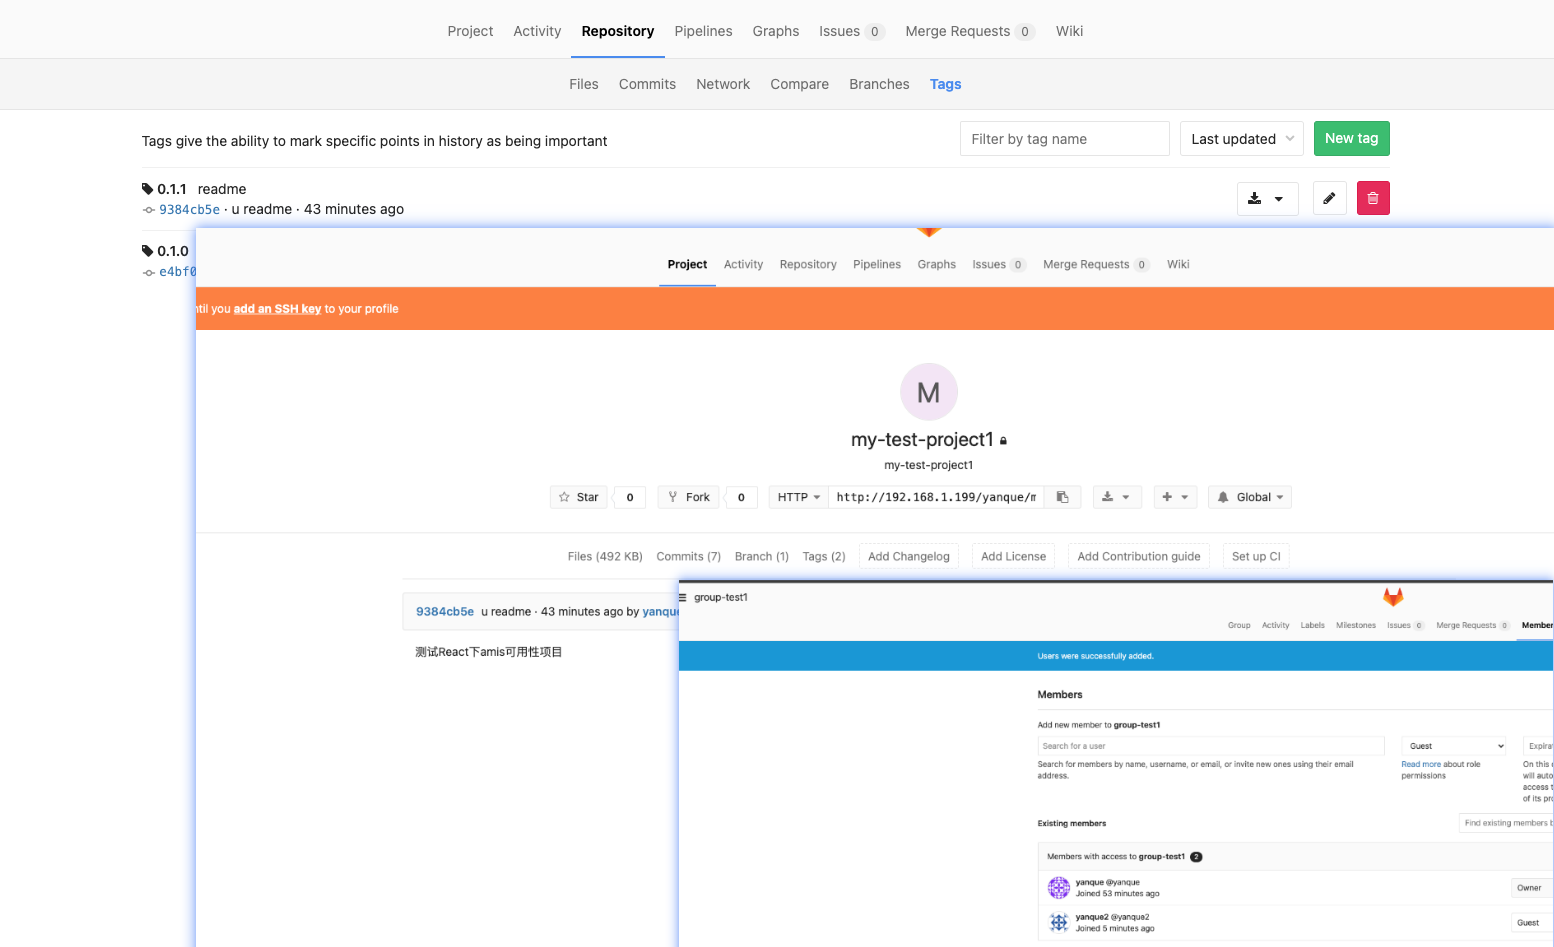 Project Activity Repository Pipelines Graphs Issues 0 Merge Requests 0 Wiki
Files Commits Network Compare Branches Tags
Tags give the ability to mark specific points in history as being important
Filter by tag name
Last updated
New tag
0.1.1 readme
9384cb5e · u readme · 43 minutes ago
0.1.0
e4bf0
Project Activity Repository Pipelines Graphs Issues 0 Merge Requests 0 Wiki
until you add an SSH key to your profile
M
my-test-project1
my-test-project1
Star 0 Fork 0 HTTP http://192.168.1.199/yanque/m Global
Files (492 KB) Commits (7) Branch (1) Tags (2) Add Changelog Add License Add Contribution guide Set up CI
9384cb5e u readme · 43 minutes ago by yanque
测试React下amis可用性项目
group-test1
Group Activity Labels Milestones Issues 0 Merge Requests 0 Member
Users were successfully added.
Members
Add new member to group-test1
Search for a user
Guest
Search for members by name, username, or email, or invite new ones using their email
address.
Read more about role
permissions
On this
will auto
access t
of its pr
Existing members
Find existing members b
Members with access to group-test1 2
yanque @yanque
Joined 53 minutes ago
Owner
yanque2 @yanque2
Joined 5 minutes ago
Guest